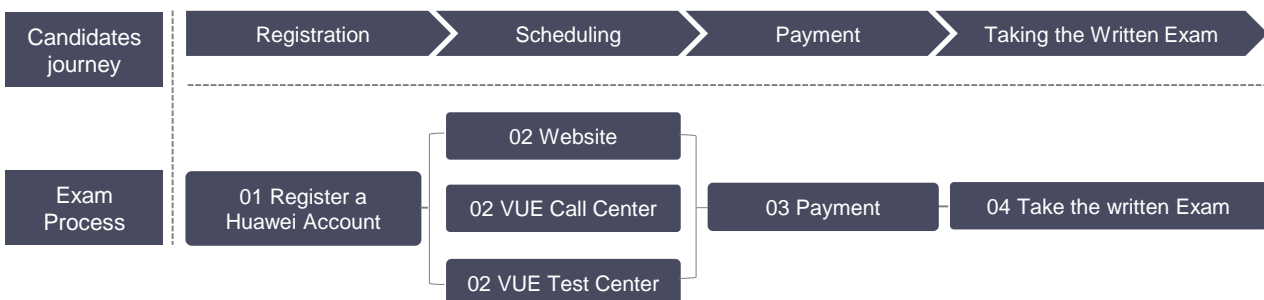 Candidates
journey
Registration
Scheduling
Payment
Taking the Written Exam
Exam
Process
01 Register a
Huawei Account
02 Website
02 VUE Call Center
02 VUE Test Center
03 Payment
04 Take the written Exam